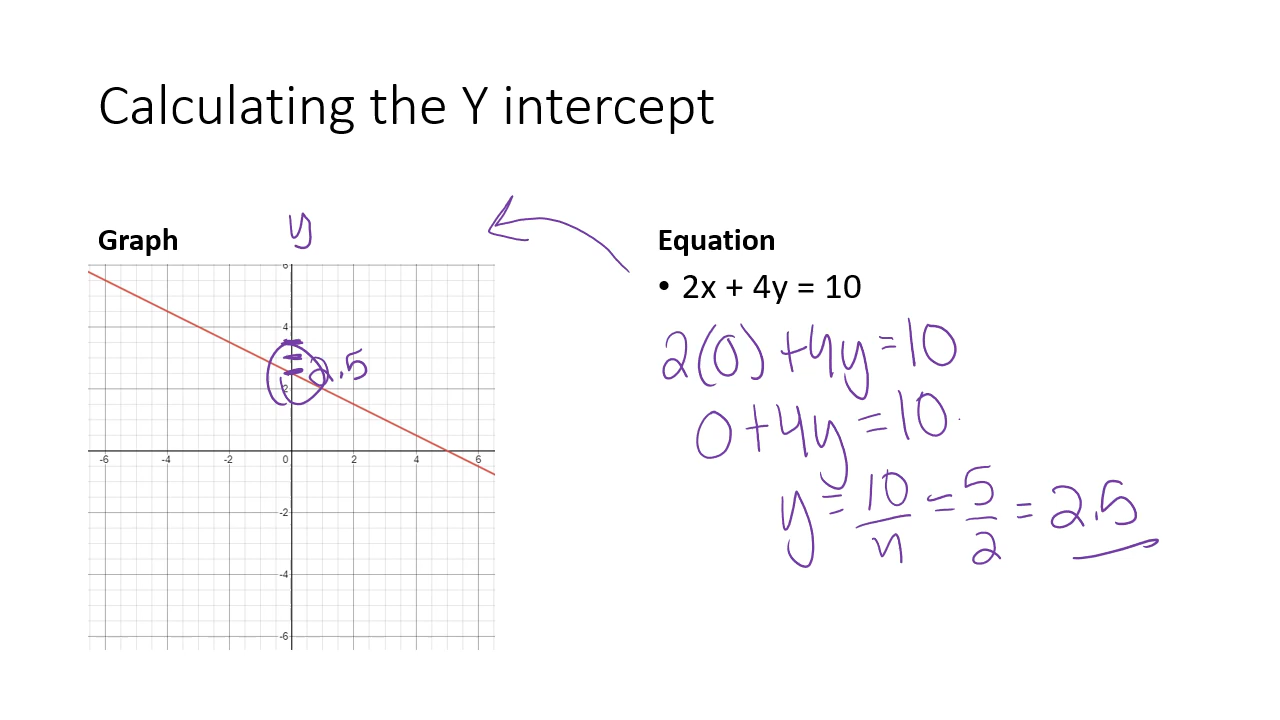 Calculating the Y intercept
Graph
y
Equation
• 2x + 4y = 10
2(0) + 4y = 10
0 + 4y = 10
y = 10/4 = 5/2 = 2.5
2.5
6
4
2
-6 -4 -2 0 2 4 6
-2
-4
-6